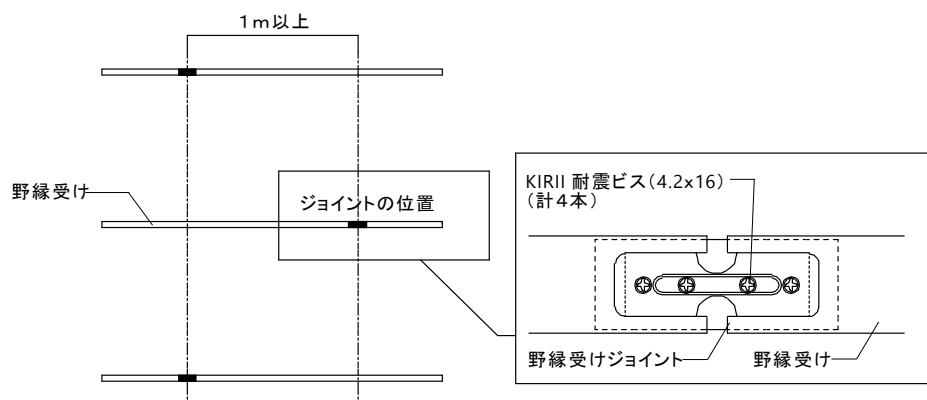 1m以上
野縁受け
ジョイントの位置
KIRII 耐震ビス(4.2x16)
(計4本)
野縁受けジョイント
野縁受け